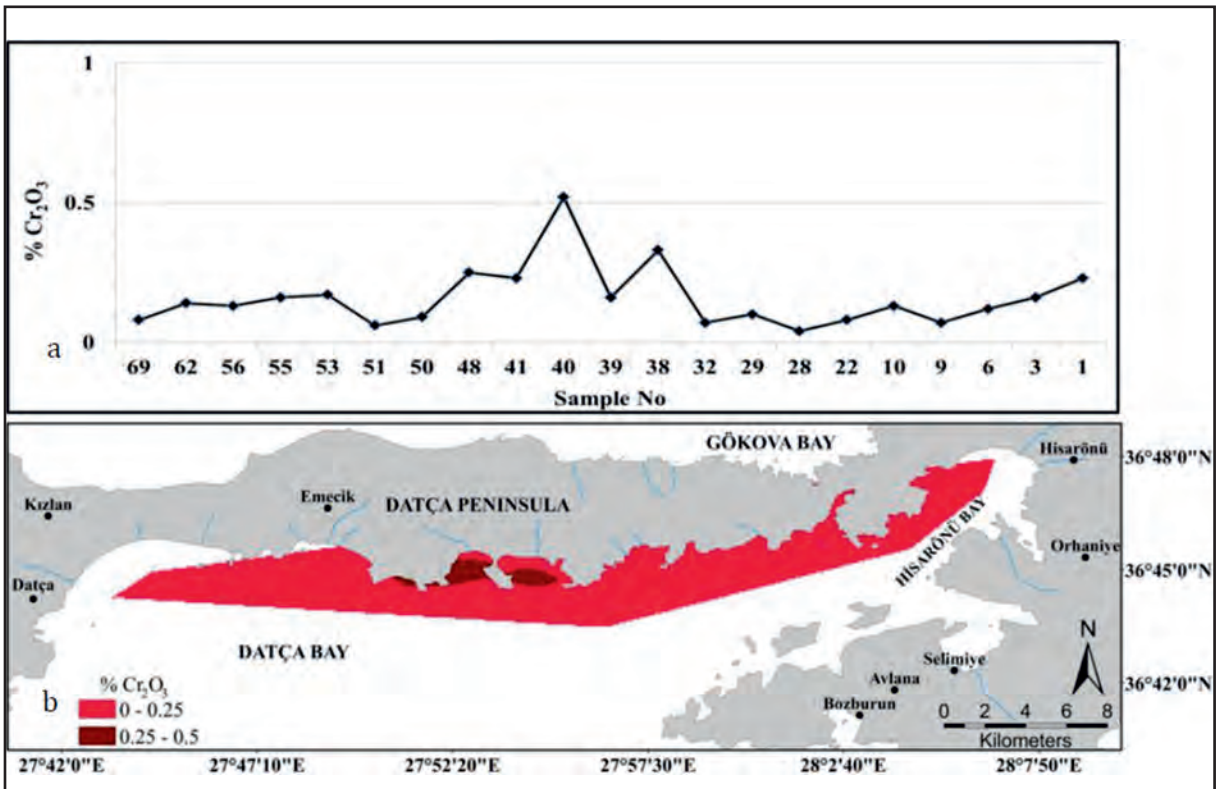 1
0.5
0
% Cr₂O₃
a
69 62 56 55 53 51 50 48 41 40 39 38 32 29 28 22 10 9 6 3 1
Sample No
GÖKOVA BAY
Hisarönü
36°48'0"N
Kızlan
Emecik
DATÇA PENINSULA
HİSARÖNÜ BAY
Orhaniye
36°45'0"N
Datça
DATÇA BAY
N
Selimiye
Avlana
Bozburun
36°42'0"N
b
% Cr₂O₃
0 - 0.25
0.25 - 0.5
0 2 4 6 8
Kilometers
27°42'0"E 27°47'10"E 27°52'20"E 27°57'30"E 28°2'40"E 28°7'50"E